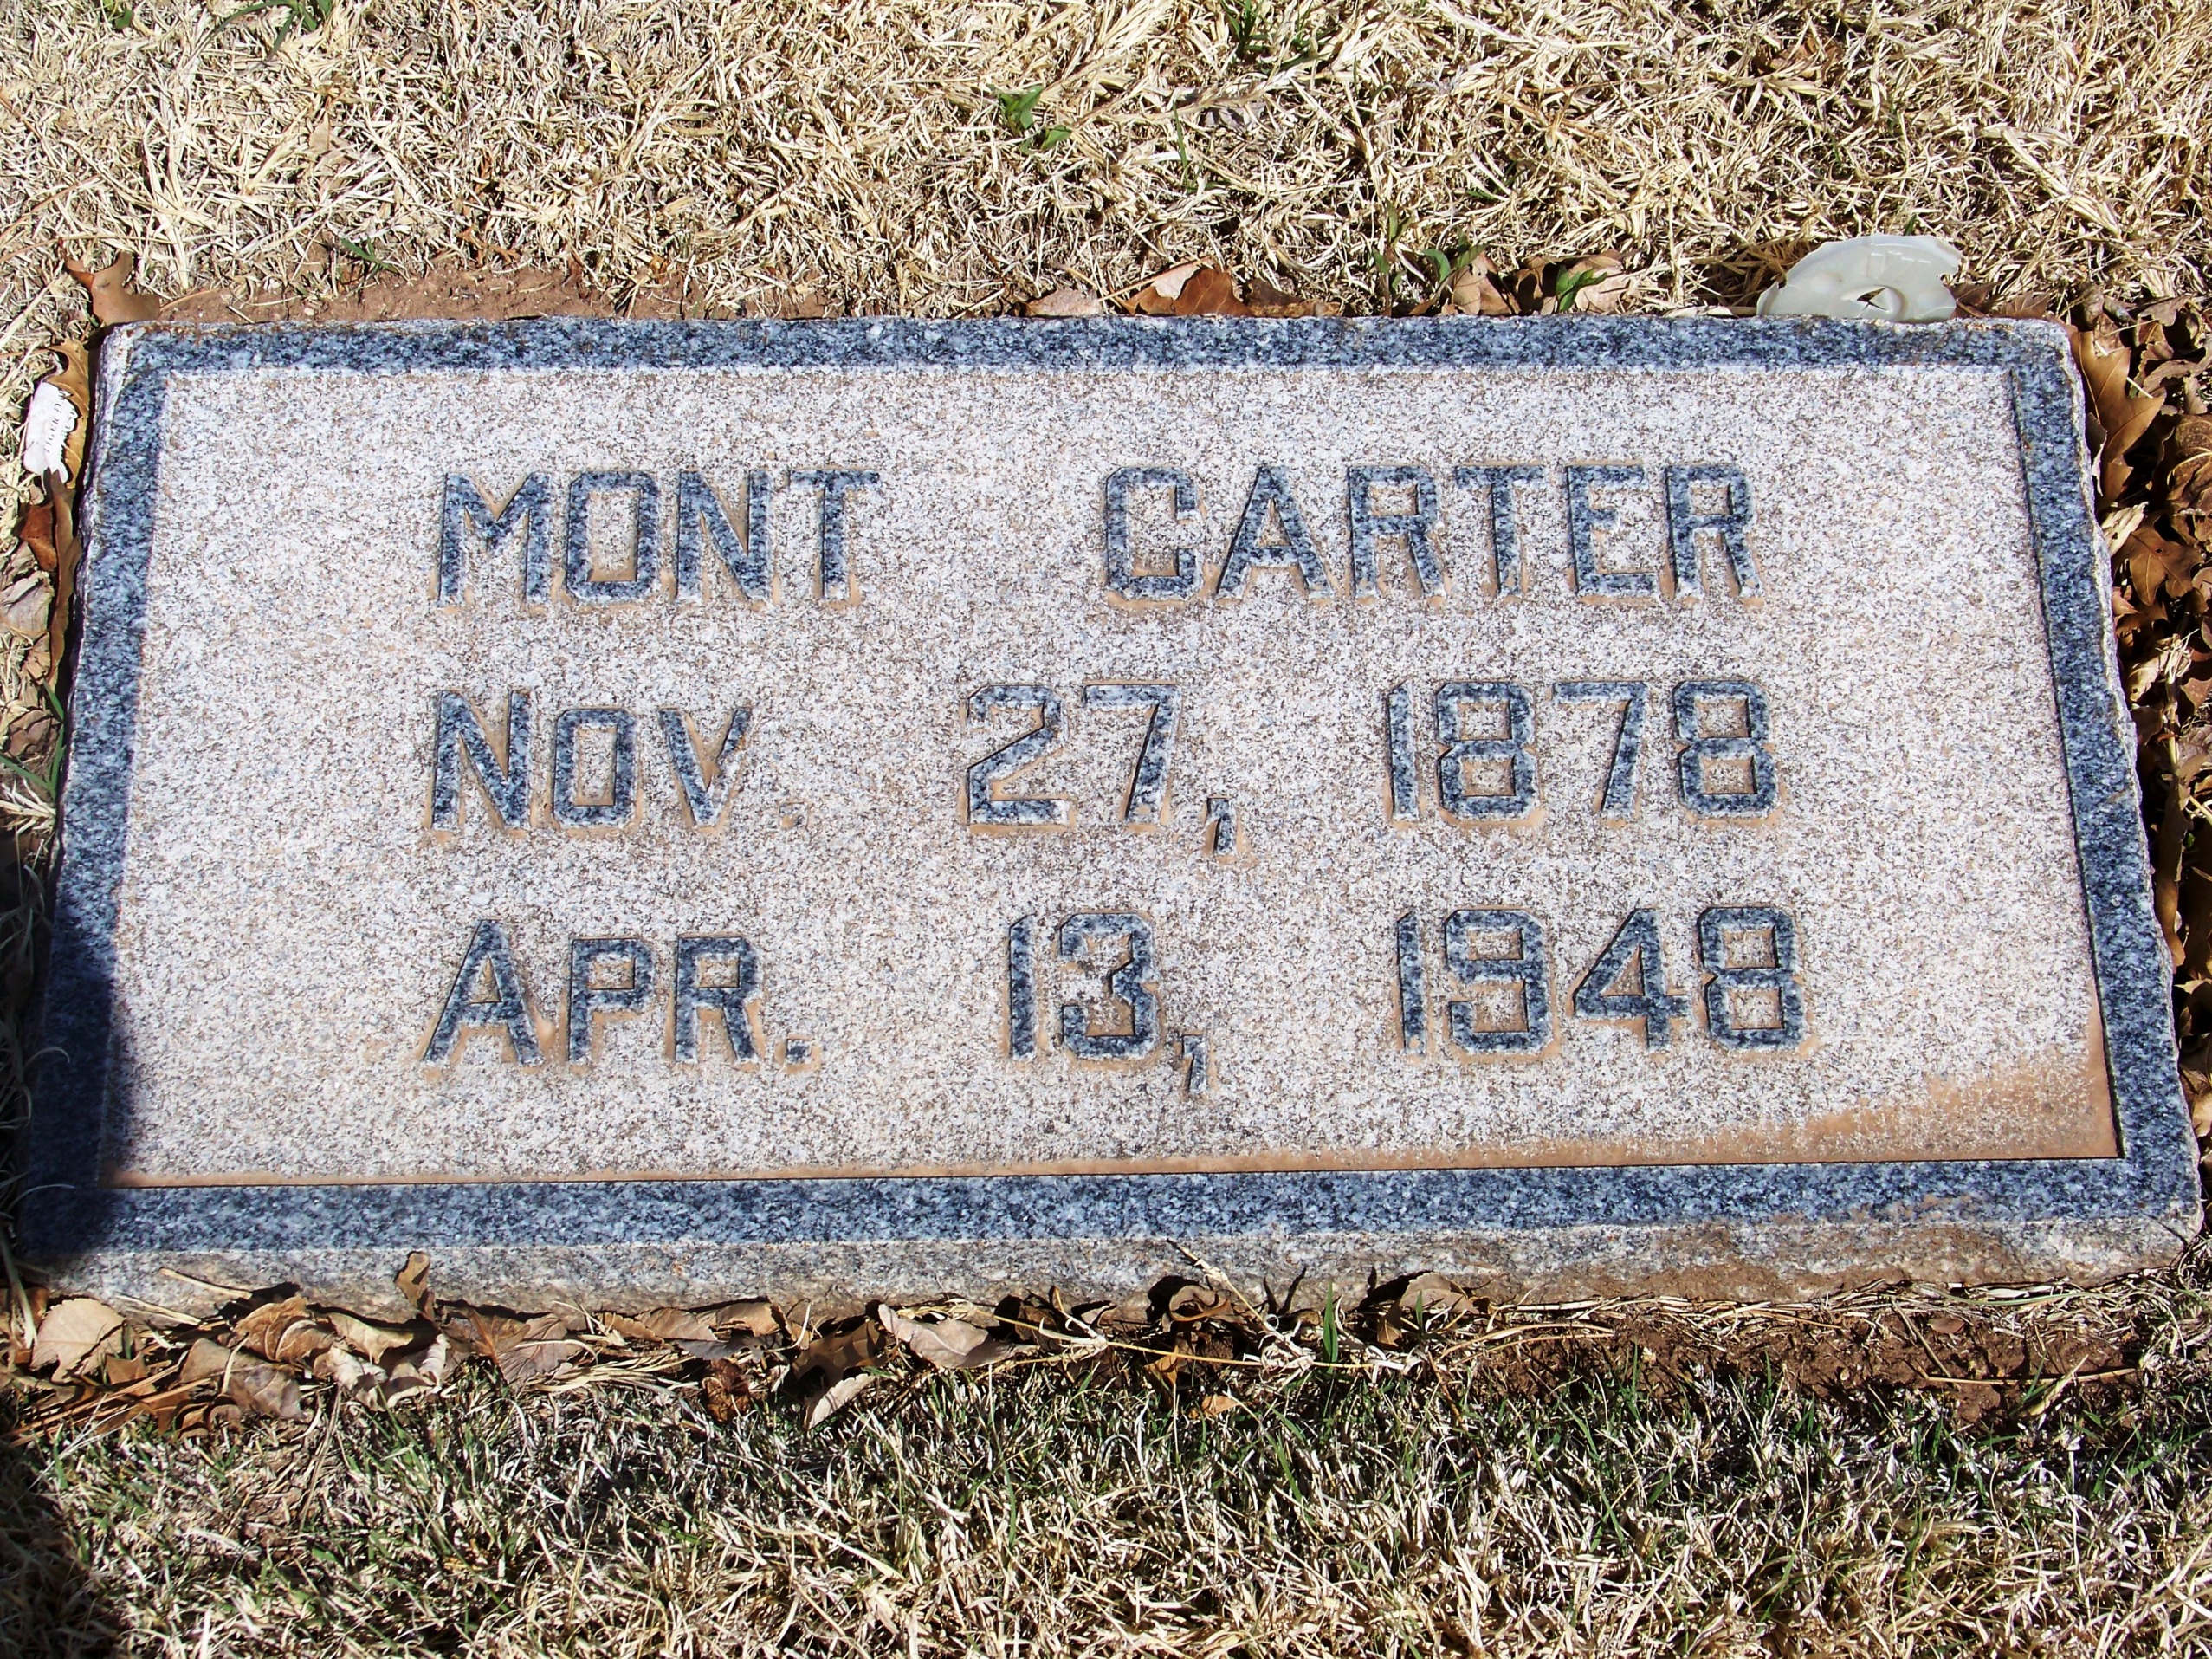 MONT CARTER
NOV. 27, 1878
APR. 13, 1948